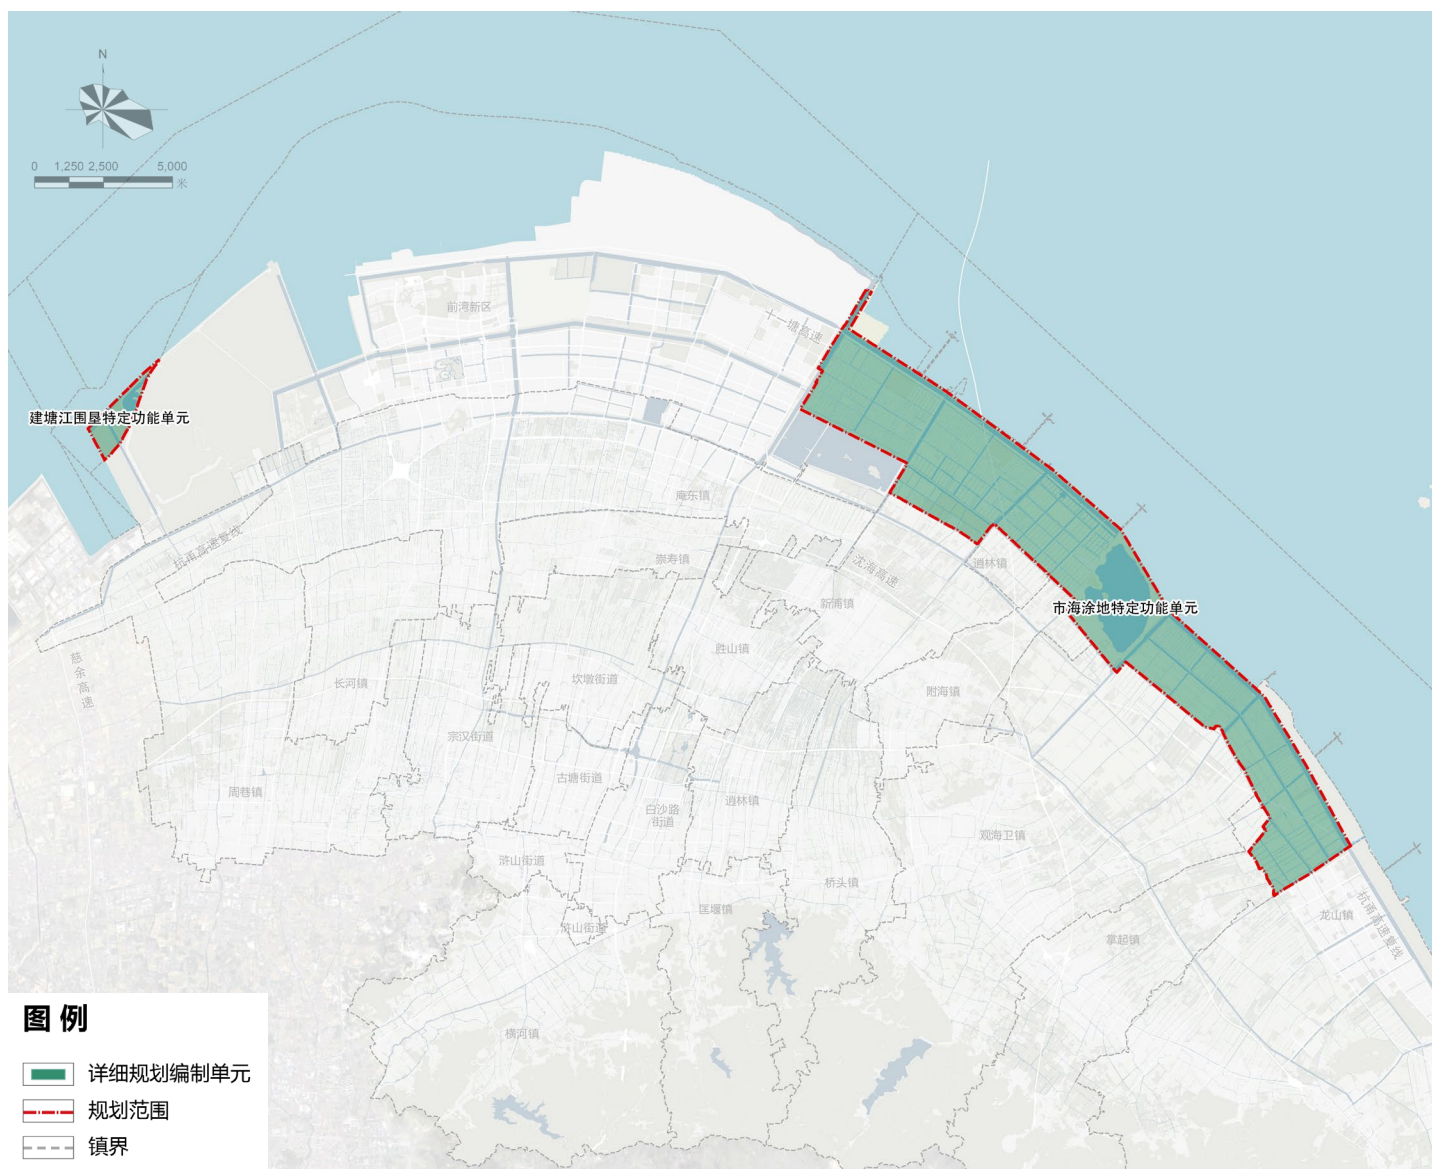 N
0 1,250 2,500 5,000
米
前湾新区
十一塘高速
建塘江围垦特定功能单元
庵东镇
杭甬高速复线
崇寿镇
沈海高速
逍林镇
新浦镇
市海涂地特定功能单元
胜山镇
慈余高速
长河镇
坎墩街道
附海镇
宗汉街道
古塘街道
周巷镇
白沙路
街道
逍林镇
观海卫镇
浒山街道
桥头镇
匡堰镇
浒山街道
龙山镇
杭甬高速复线
掌起镇
横河镇
图例
详细规划编制单元
规划范围
镇界